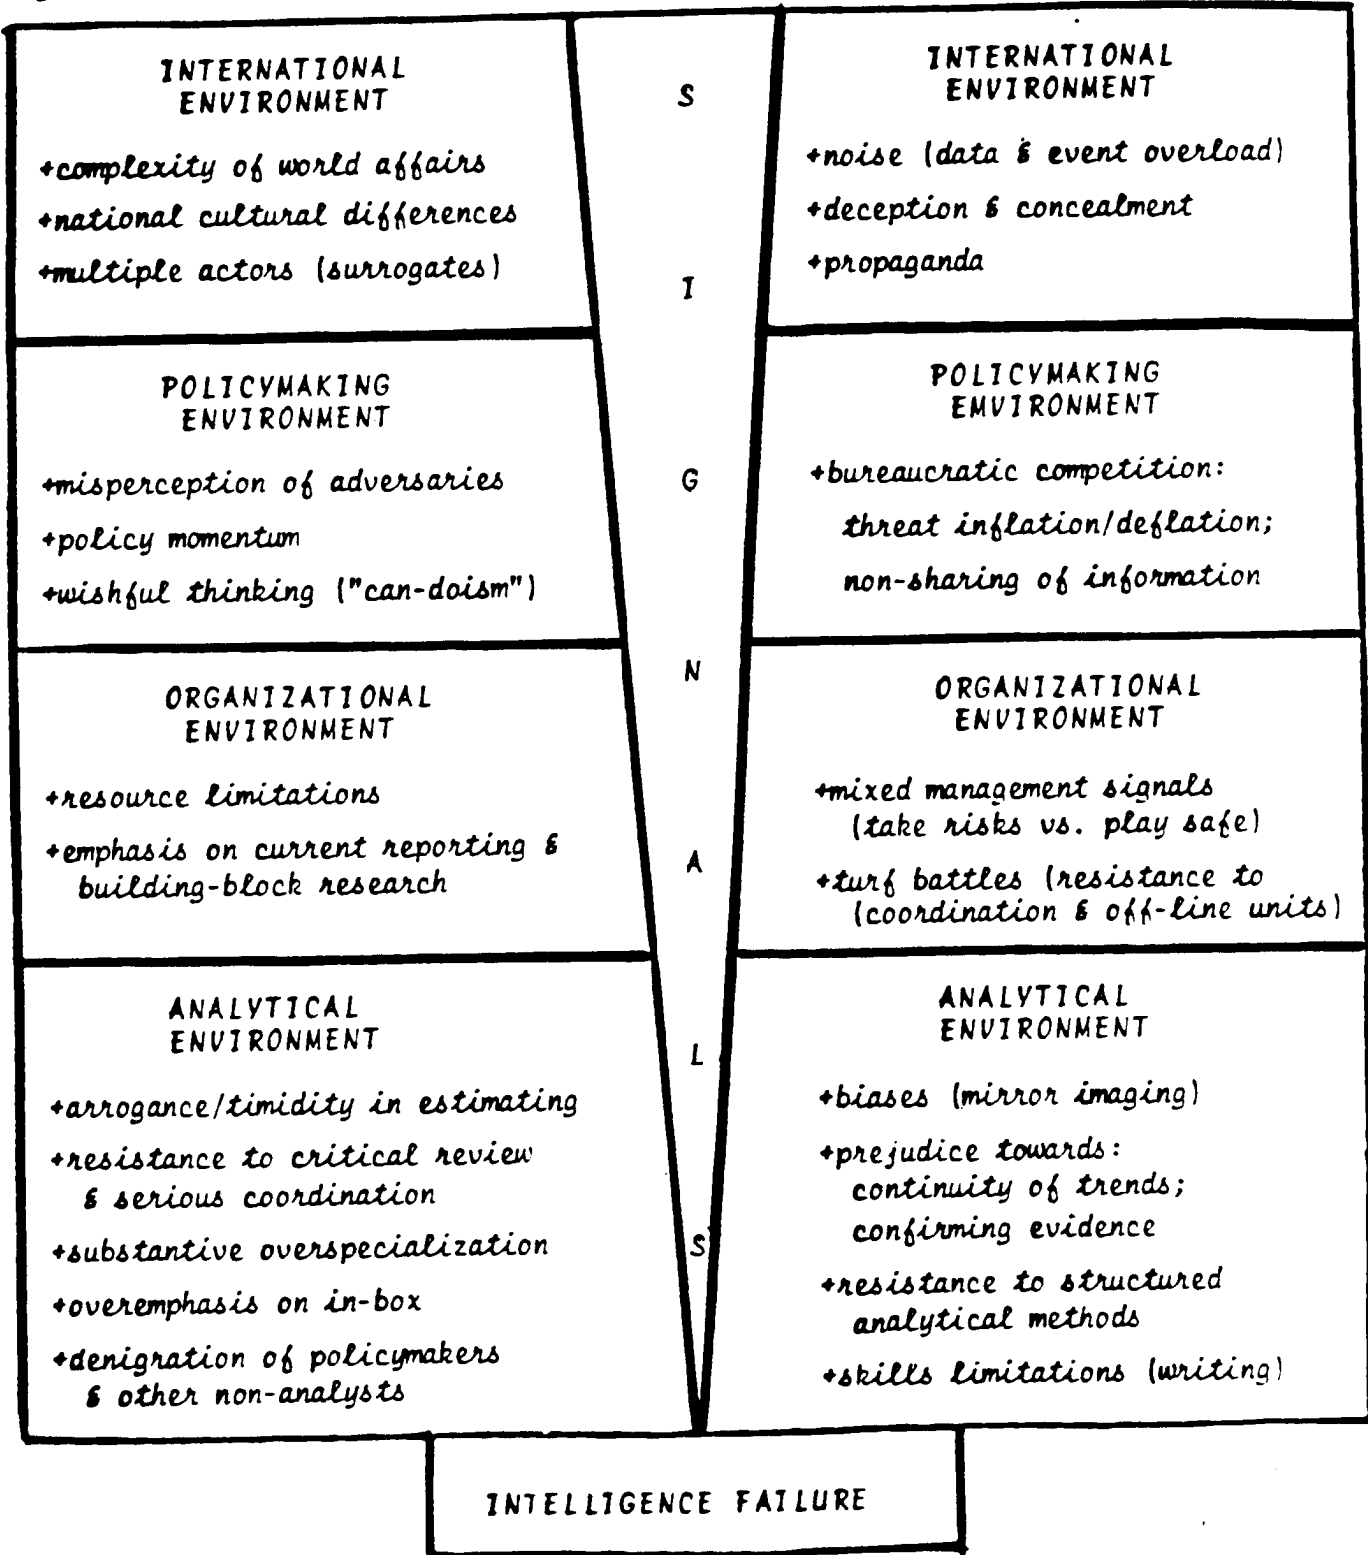 INTERNATIONAL
ENVIRONMENT
+complexity of world affairs
+national cultural differences
+multiple actors (surrogates)
POLICYMAKING
ENVIRONMENT
+misperception of adversaries
+policy momentum
+wishful thinking ("can-doism")
ORGANIZATIONAL
ENVIRONMENT
+resource limitations
+emphasis on current reporting &
building-block research
ANALYTICAL
ENVIRONMENT
+arrogance/timidity in estimating
+resistance to critical review
& serious coordination
+substantive overspecialization
+overemphasis on in-box
+denigration of policymakers
& other non-analysts
S
I
G
N
A
L
S
INTERNATIONAL
ENVIRONMENT
+noise (data & event overload)
+deception & concealment
+propaganda
POLICYMAKING
EMVIRONMENT
+bureaucratic competition:
threat inflation/deflation;
non-sharing of information
ORGANIZATIONAL
ENVIRONMENT
+mixed management signals
(take risks vs. play safe)
+turf battles (resistance to
(coordination & off-line units)
ANALYTICAL
ENVIRONMENT
+biases (mirror imaging)
+prejudice towards:
continuity of trends;
confirming evidence
+resistance to structured
analytical methods
+skills limitations (writing)
INTELLIGENCE FAILURE